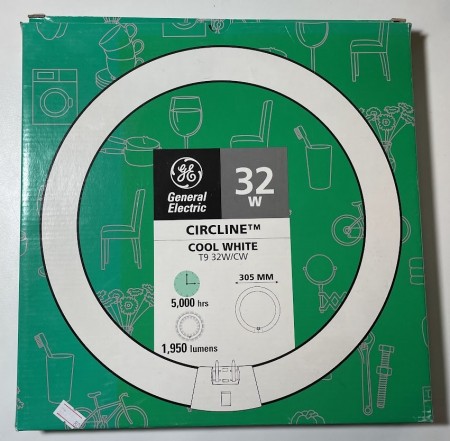 GE
General
Electric
32
W
CIRCLINE™
COOL WHITE
T9 32W/CW
305 MM
5,000 hrs
1,950 lumens